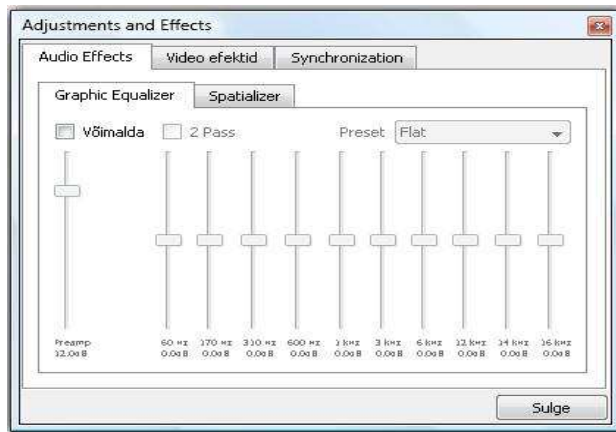 Adjustments and Effects
Audio Effects Video efektid Synchronization
Graphic Equalizer Spatializer
Võimalda 2 Pass Preset Flat
Preamp 60 Hz 170 Hz 310 Hz 600 Hz 1 kHz 3 kHz 6 kHz 12 kHz 14 kHz 16 kHz
12.0dB 0.0dB 0.0dB 0.0dB 0.0dB 0.0dB 0.0dB 0.0dB 0.0dB 0.0dB 0.0dB
Sulge